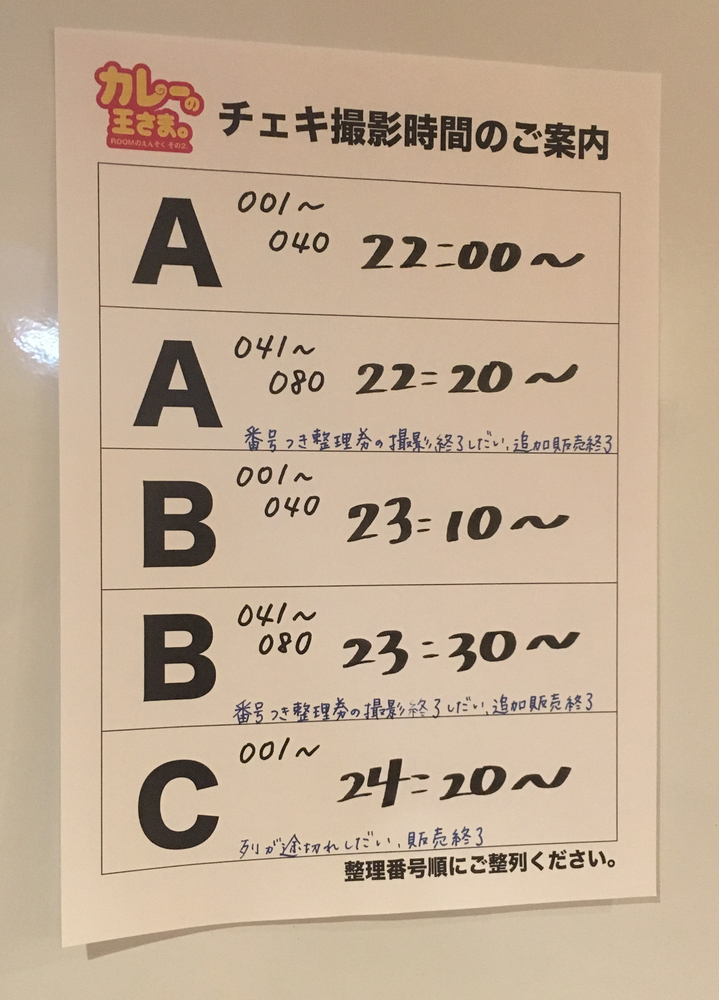 カレーの
王さま。
ROOMのえんそく その2
チェキ撮影時間のご案内
A 001〜
040 22:00〜
A 041〜
080 22:20〜
番号つき整理券の撮影終了しだい、追加販売終了
B 001〜
040 23:10〜
B 041〜
080 23:30〜
番号つき整理券の撮影終了しだい、追加販売終了
C 001〜
24:20〜
列が途切れしだい、販売終了
整理番号順にご整列ください。